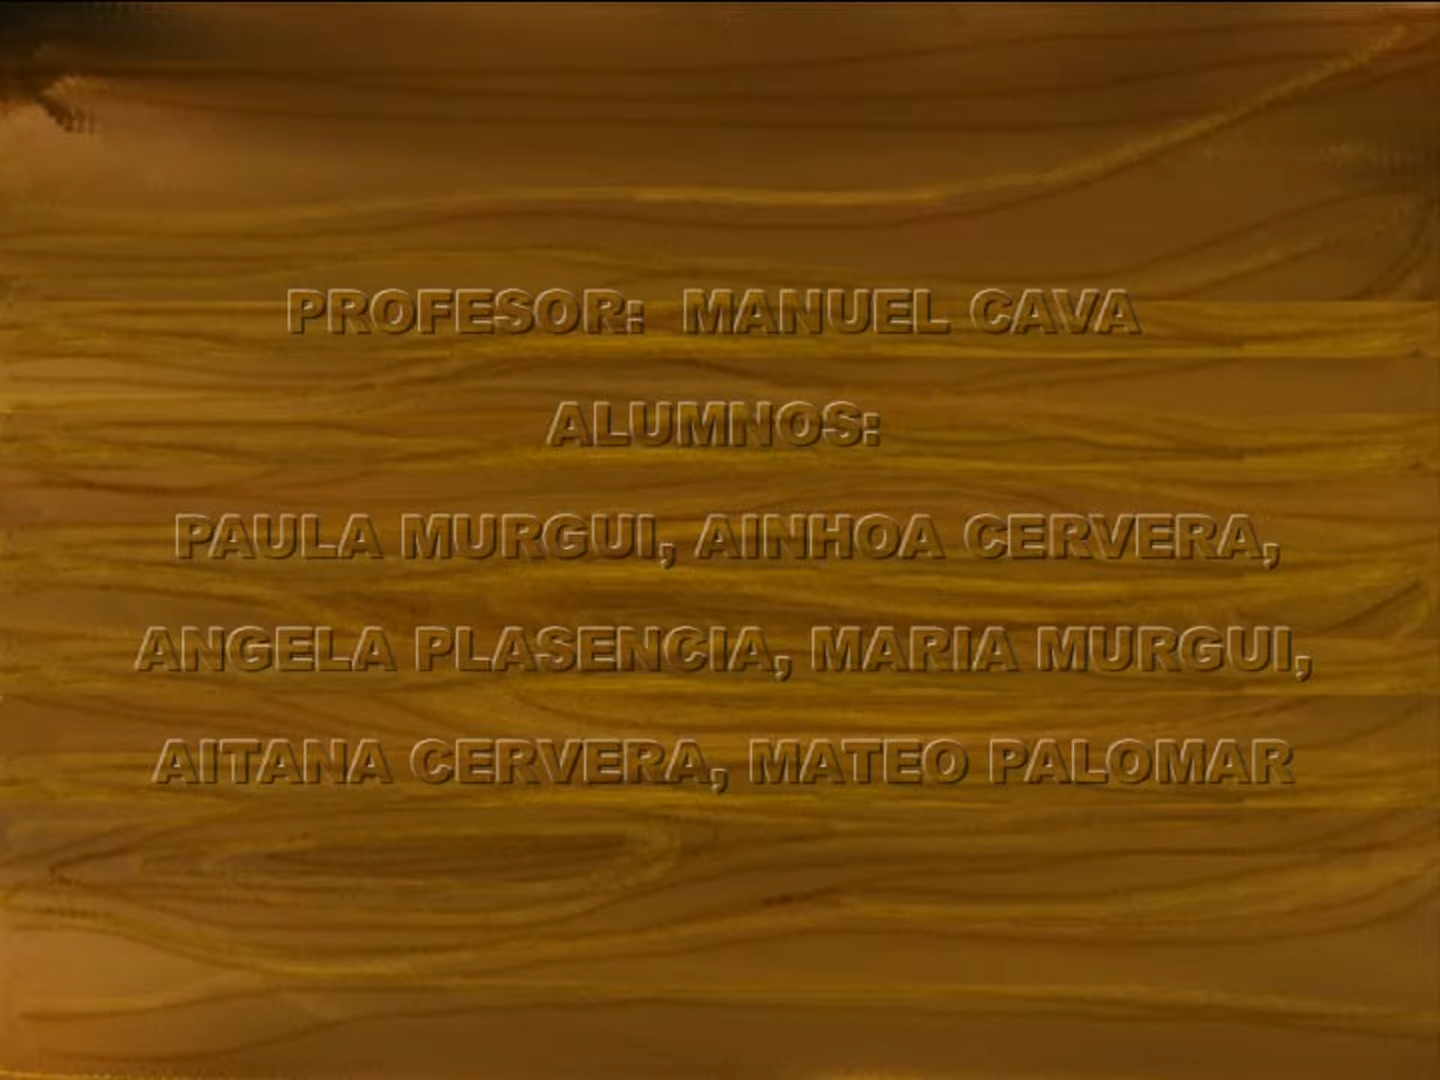 PROFESOR: MANUEL CAVA
ALUMNOS:
PAULA MURGUI, AINHOA CERVERA,
ANGELA PLASENCIA, MARIA MURGUI,
AITANA CERVERA, MATEO PALOMAR